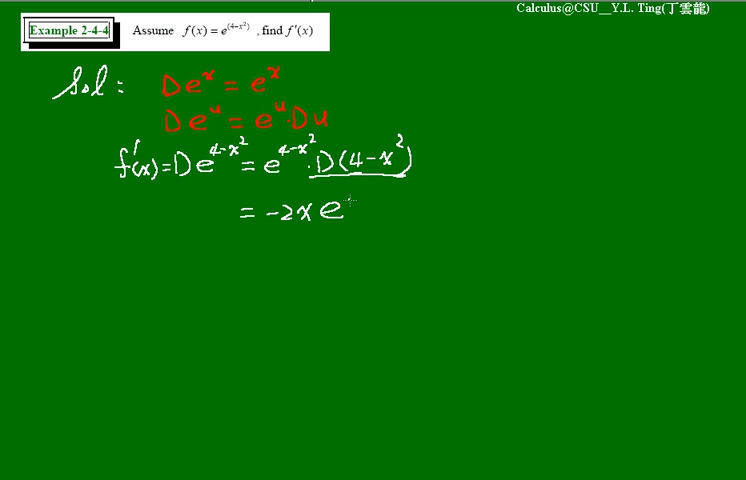 Calculus@CSU__Y.L. Ting(丁雲龍)
Example 2-4-4 Assume f(x) = e^(4−x²) , find f′(x)
Sol: De^x = e^x
De^u = e^u · Du
f′(x) = De^4−x² = e^4−x² · D(4−x²)
= −2x e